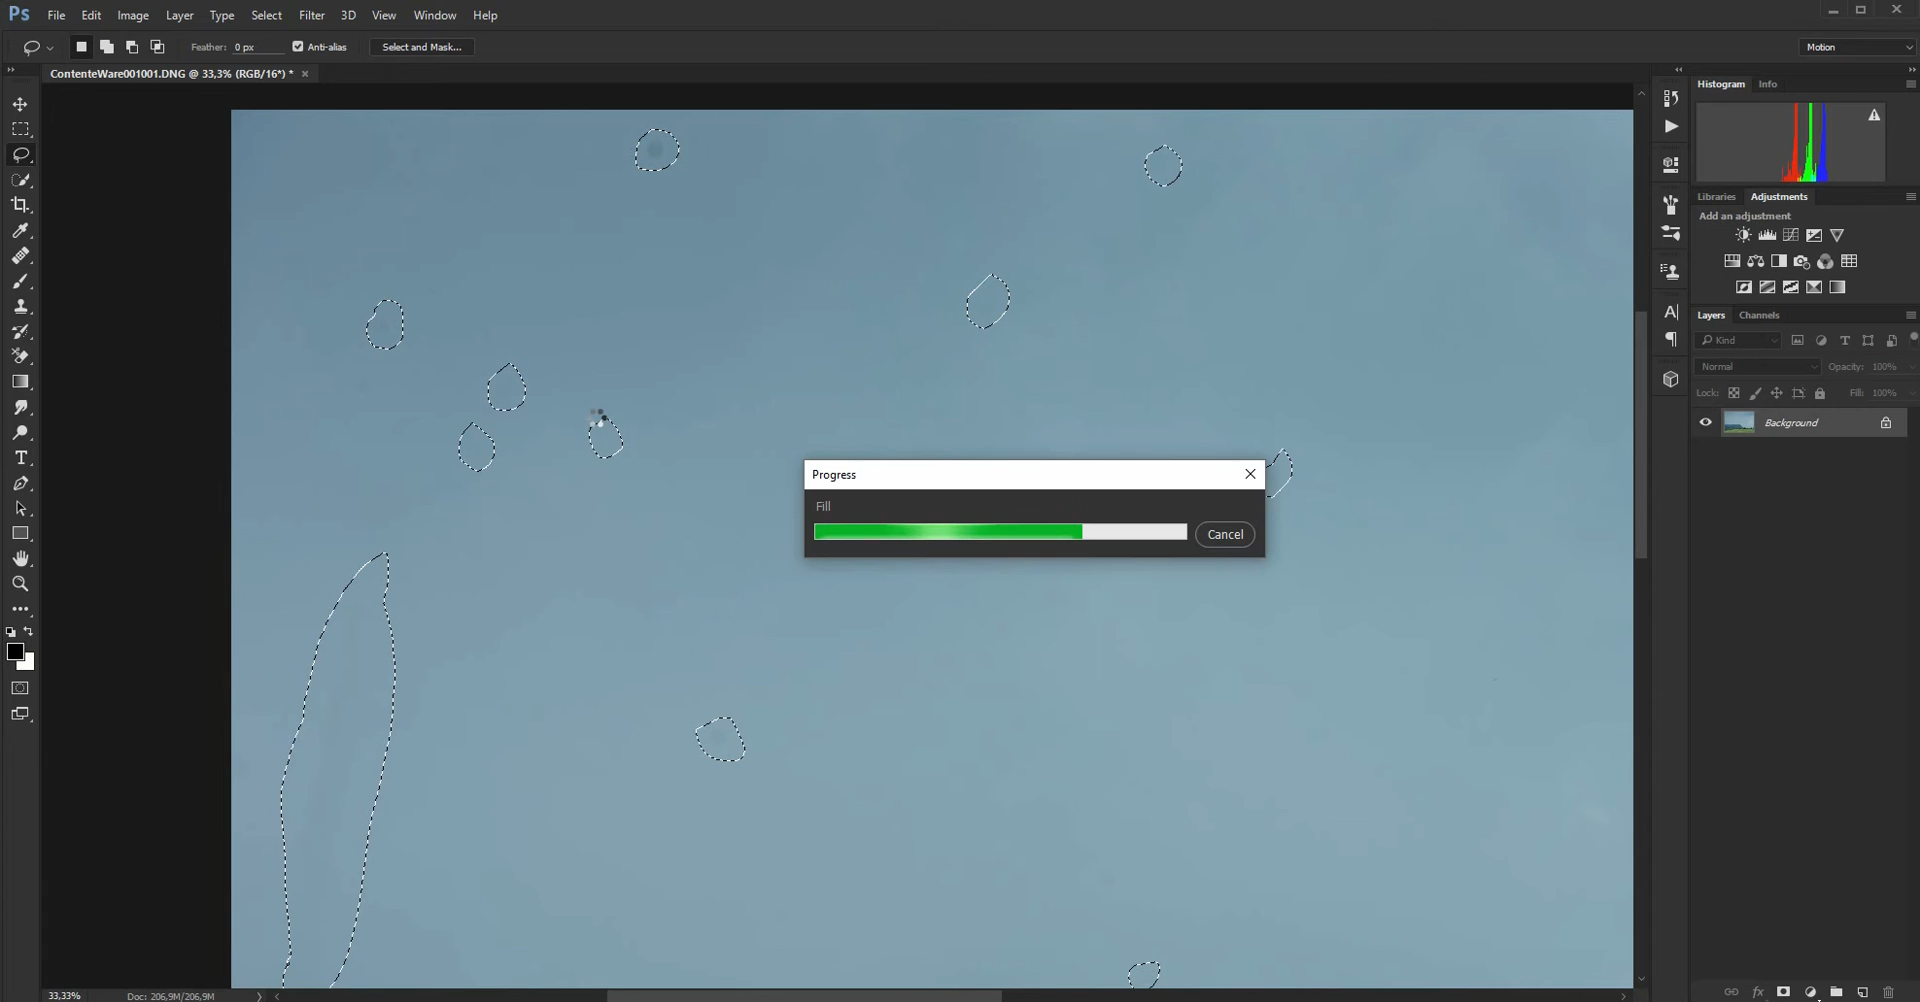 Ps File Edit Image Layer Type Select Filter 3D View Window Help
Feather: 0 px Anti-alias Select and Mask... Motion
ContenteWare001001.DNG @ 33,3% (RGB/16*) * ×
Histogram Info
Libraries Adjustments
Add an adjustment
Layers Channels
Kind
Normal Opacity: 100%
Lock: Fill: 100%
Background
Progress
Fill
Cancel
33,33% Doc: 206,9M/206,9M